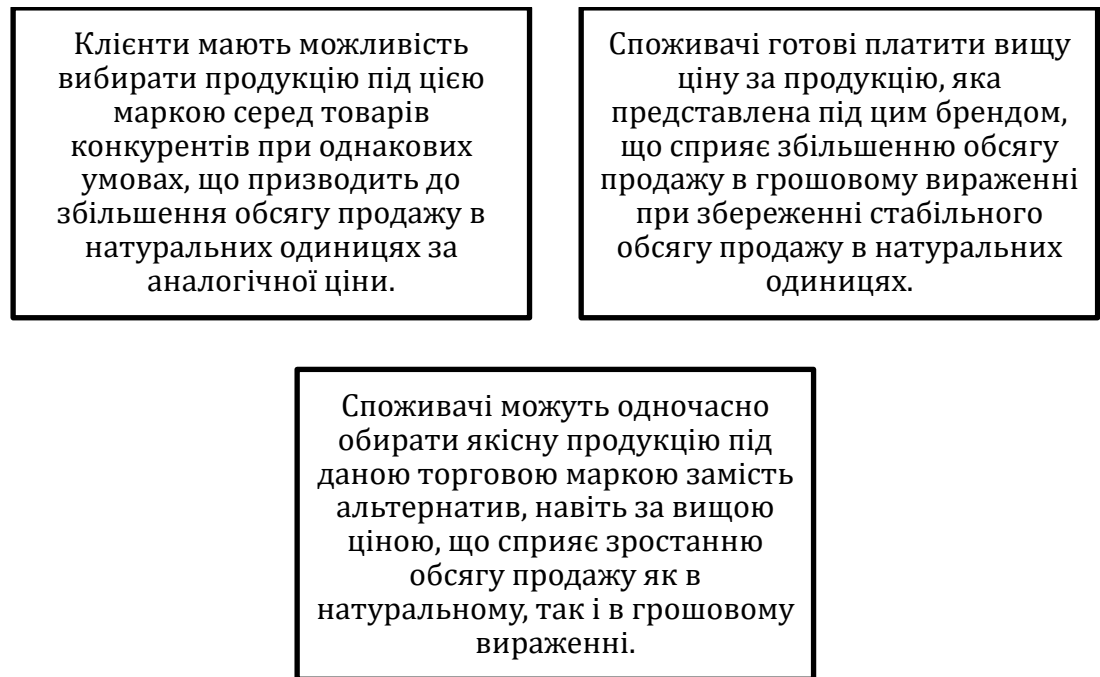 Клієнти мають можливість
вибирати продукцію під цією
маркою серед товарів
конкурентів при однакових
умовах, що призводить до
збільшення обсягу продажу в
натуральних одиницях за
аналогічної ціни.
Споживачі готові платити вищу
ціну за продукцію, яка
представлена під цим брендом,
що сприяє збільшенню обсягу
продажу в грошовому вираженні
при збереженні стабільного
обсягу продажу в натуральних
одиницях.
Споживачі можуть одночасно
обирати якісну продукцію під
даною торговою маркою замість
альтернатив, навіть за вищою
ціною, що сприяє зростанню
обсягу продажу як в
натуральному, так і в грошовому
вираженні.